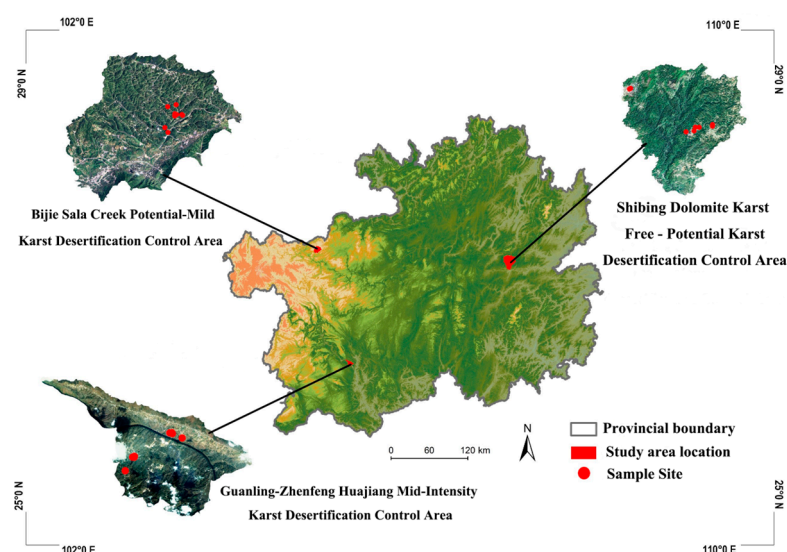 102°0 E
110°0 E
29°0 N
29°0 N
Bijie Sala Creek Potential-Mild
Karst Desertification Control Area
Shibing Dolomite Karst
Free - Potential Karst
Desertification Control Area
N
0 60 120 km
Provincial boundary
Study area location
Sample Site
Guanling-Zhenfeng Huajiang Mid-Intensity
Karst Desertification Control Area
25°0 N
25°0 N
102°0 E
110°0 E